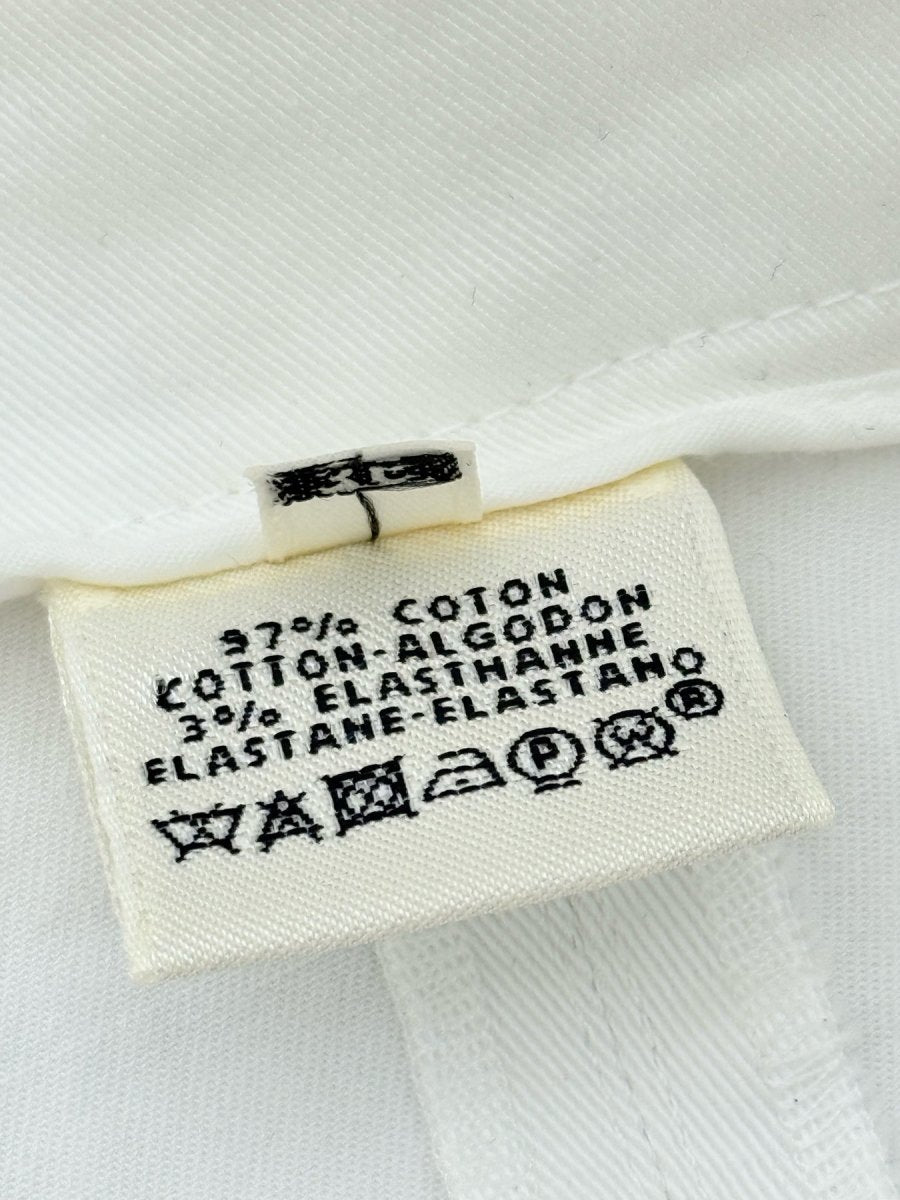 97% COTON
COTTON-ALGODON
3% ELASTHANNE
ELASTANE-ELASTANO
P W ®